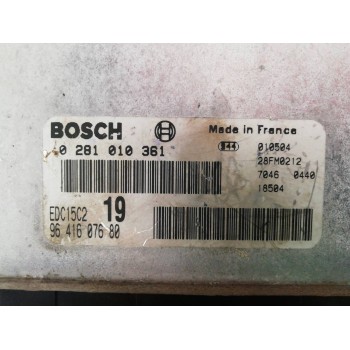 BOSCH Made in France
0 281 010 361 e44 010504
28FM0212
7046 0440
18504
EDC15C2 19
96 416 076 80